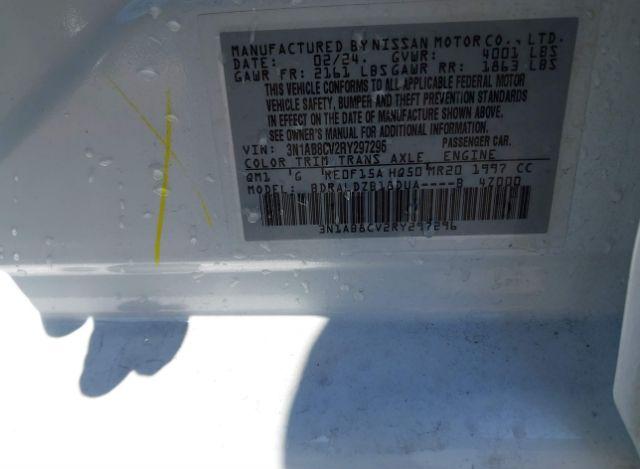 MANUFACTURED BY NISSAN MOTOR CO., LTD.
DATE: 02/24. GVWR: 4001 LBS
GAWR FR: 2161 LBS GAWR RR: 1863 LBS
THIS VEHICLE CONFORMS TO ALL APPLICABLE FEDERAL MOTOR
VEHICLE SAFETY, BUMPER AND THEFT PREVENTION STANDARDS
IN EFFECT ON THE DATE OF MANUFACTURE SHOWN ABOVE.
SEE OWNER'S MANUAL FOR ADDITIONAL INFORMATION.
VIN: 3N1AB8CV2RY297296 PASSENGER CAR.
COLOR TRIM TRANS AXLE, ENGINE
QM1 'G RE0F15A HQ50 MR20 1997 CC
MODEL: BDRALDZB18DUA----B 47000
3N1AB8CV2RY297296